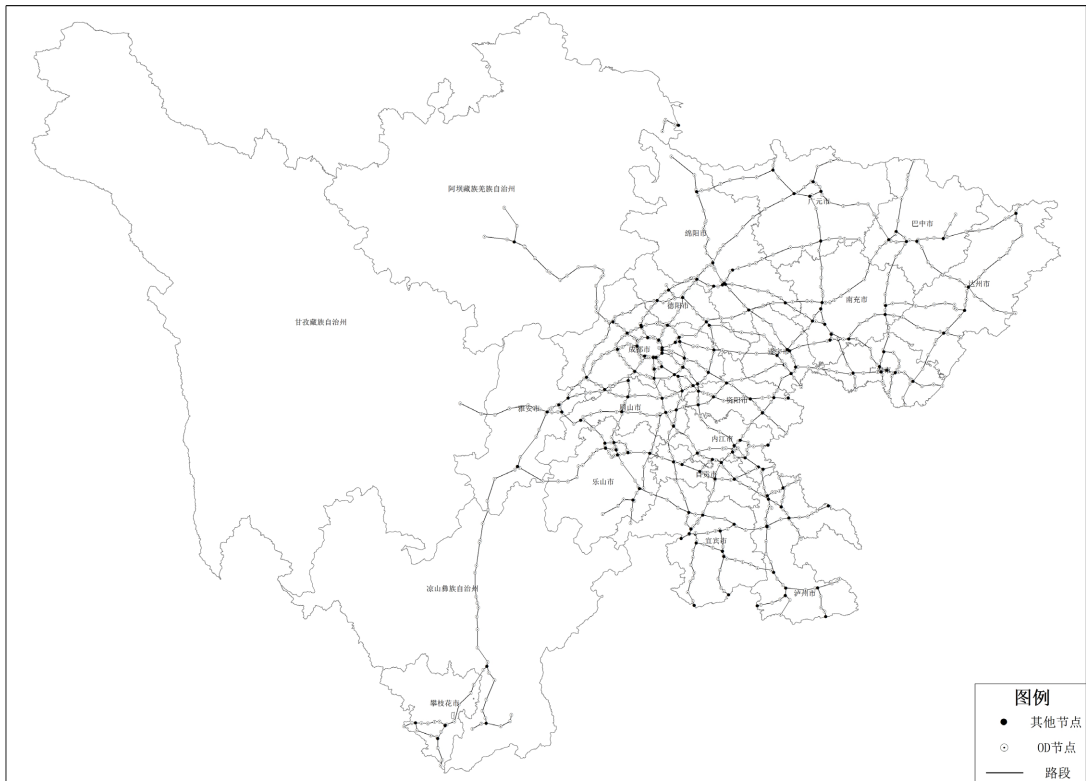 阿坝藏族羌族自治州
广元市
巴中市
绵阳市
达州市
南充市
德阳市
甘孜藏族自治州
成都市
资阳市
雅安市
眉山市
内江市
自贡市
乐山市
宜宾市
凉山彝族自治州
泸州市
攀枝花市
图例
其他节点
OD节点
路段